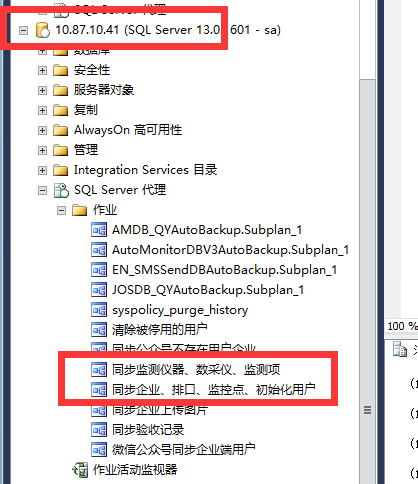 SQL Server 代理
10.87.10.41 (SQL Server 13.0 601 - sa)
数据库
安全性
服务器对象
复制
AlwaysOn 高可用性
管理
Integration Services 目录
SQL Server 代理
作业
AMDB_QYAutoBackup.Subplan_1
AutoMonitorDBV3AutoBackup.Subplan_1
EN_SMSSendDBAutoBackup.Subplan_1
JOSDB_QYAutoBackup.Subplan_1
syspolicy_purge_history
清除被停用的用户
同步公众号不存在用户企业
同步监测仪器、数采仪、监测项
同步企业、排口、监控点、初始化用户
同步企业上传图片
同步验收记录
微信公众号同步企业端用户
作业活动监视器
100 %